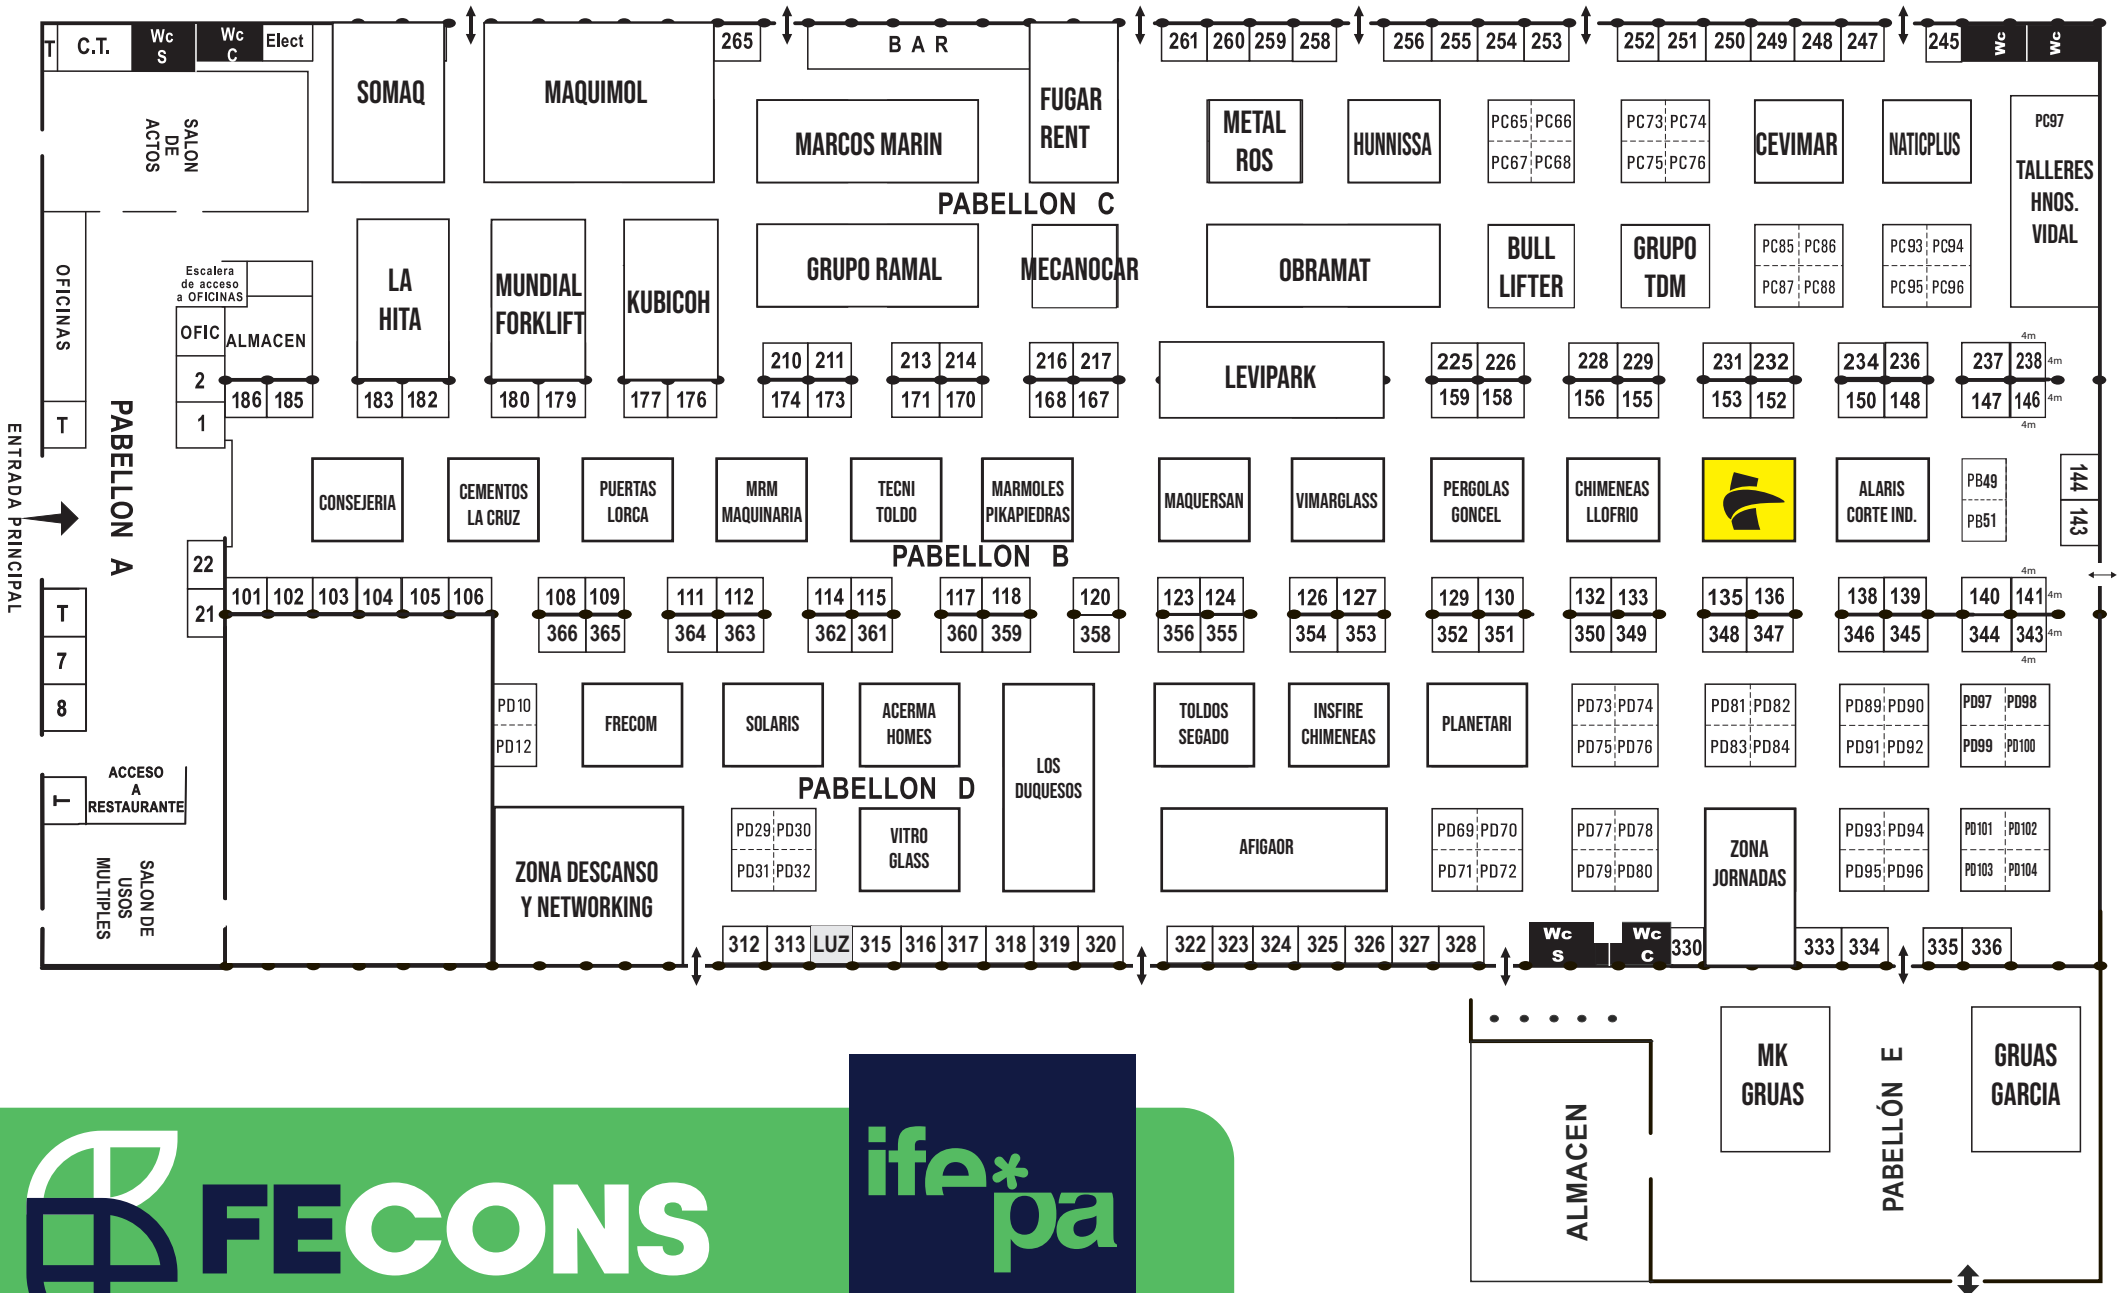 T
C.T.
Wc
S
Wc
C
Elect
SOMAQ
MAQUIMOL
265
BAR
FUGAR
RENT
261 260 259 258
256 255 254 253
252 251 250 249 248 247
245
Wc
Wc
SALON
DE
ACTOS
MARCOS MARIN
METAL
ROS
HUNNISSA
PC65 PC66
PC67 PC68
PC73 PC74
PC75 PC76
CEVIMAR
NATICPLUS
PC97
TALLERES
HNOS.
VIDAL
PABELLON C
OFICINAS
Escalera
de acceso
a OFICINAS
OFIC
ALMACEN
2
1
T
LA
HITA
MUNDIAL
FORKLIFT
KUBICOH
GRUPO RAMAL
MECANOCAR
OBRAMAT
BULL
LIFTER
GRUPO
TDM
PC85 PC86
PC87 PC88
PC93 PC94
PC95 PC96
210 211
213 214
216 217
LEVIPARK
225 226
228 229
231 232
234 236
237 238
4m
4m
186 185
183 182
180 179
177 176
174 173
171 170
168 167
159 158
156 155
153 152
150 148
147 146
4m
4m
PABELLON A
ENTRADA PRINCIPAL
CONSEJERIA
CEMENTOS
LA CRUZ
PUERTAS
LORCA
MRM
MAQUINARIA
TECNI
TOLDO
MARMOLES
PIKAPIEDRAS
MAQUERSAN
VIMARGLASS
PERGOLAS
GONCEL
CHIMENEAS
LLOFRIO
ALARIS
CORTE IND.
PB49
PB51
144
143
PABELLON B
22
21
101 102 103 104 105 106
108 109
111 112
114 115
117 118
120
123 124
126 127
129 130
132 133
135 136
138 139
140 141
4m
4m
366 365
364 363
362 361
360 359
358
356 355
354 353
352 351
350 349
348 347
346 345
344 343
4m
4m
T
7
8
PD10
PD12
FRECOM
SOLARIS
ACERMA
HOMES
LOS
DUQUESOS
TOLDOS
SEGADO
INSFIRE
CHIMENEAS
PLANETARI
PD73 PD74
PD75 PD76
PD81 PD82
PD83 PD84
PD89 PD90
PD91 PD92
PD97 PD98
PD99 PD100
PABELLON D
T
ACCESO
A
RESTAURANTE
SALON DE
USOS
MULTIPLES
ZONA DESCANSO
Y NETWORKING
PD29 PD30
PD31 PD32
VITRO
GLASS
AFIGAOR
PD69 PD70
PD71 PD72
PD77 PD78
PD79 PD80
ZONA
JORNADAS
PD93 PD94
PD95 PD96
PD101 PD102
PD103 PD104
312 313 LUZ 315 316 317 318 319 320
322 323 324 325 326 327 328
Wc
S
Wc
C
330
333 334
335 336
ALMACEN
MK
GRUAS
PABELLÓN E
GRUAS
GARCIA
FECONS
ife*
pa